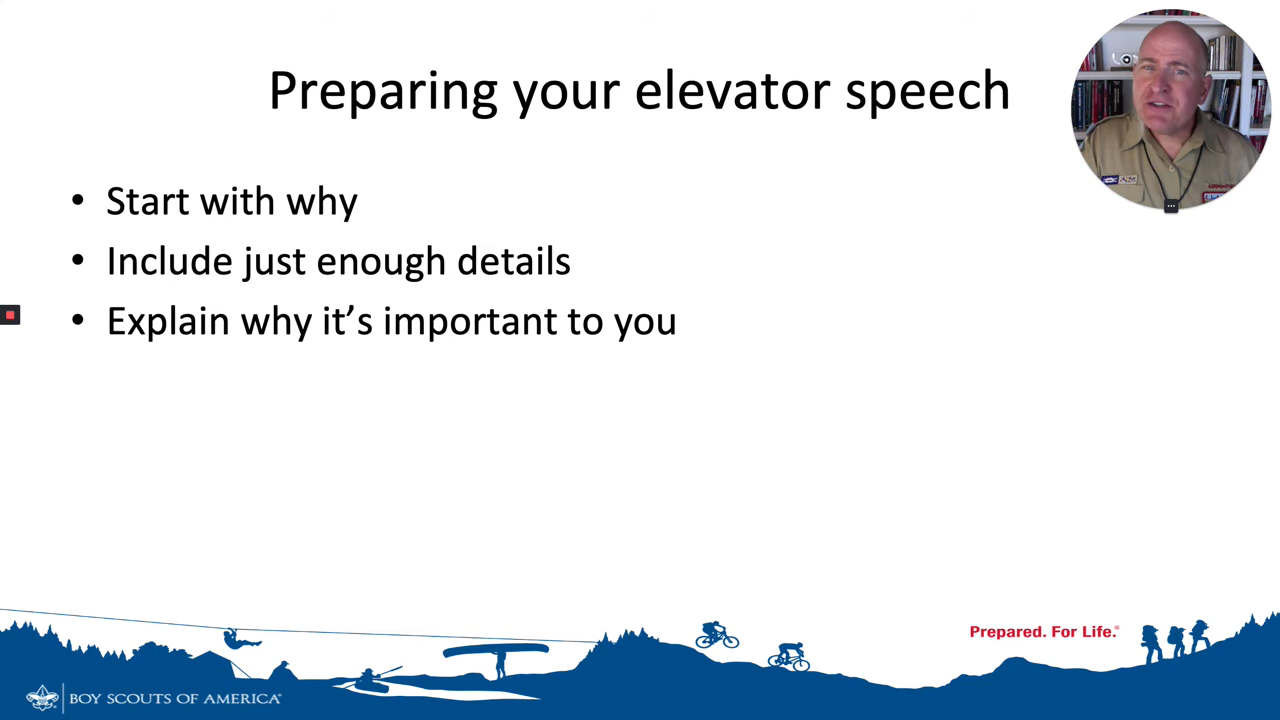 Preparing your elevator speech
• Start with why
• Include just enough details
• Explain why it’s important to you
Prepared. For Life.®
BOY SCOUTS OF AMERICA®